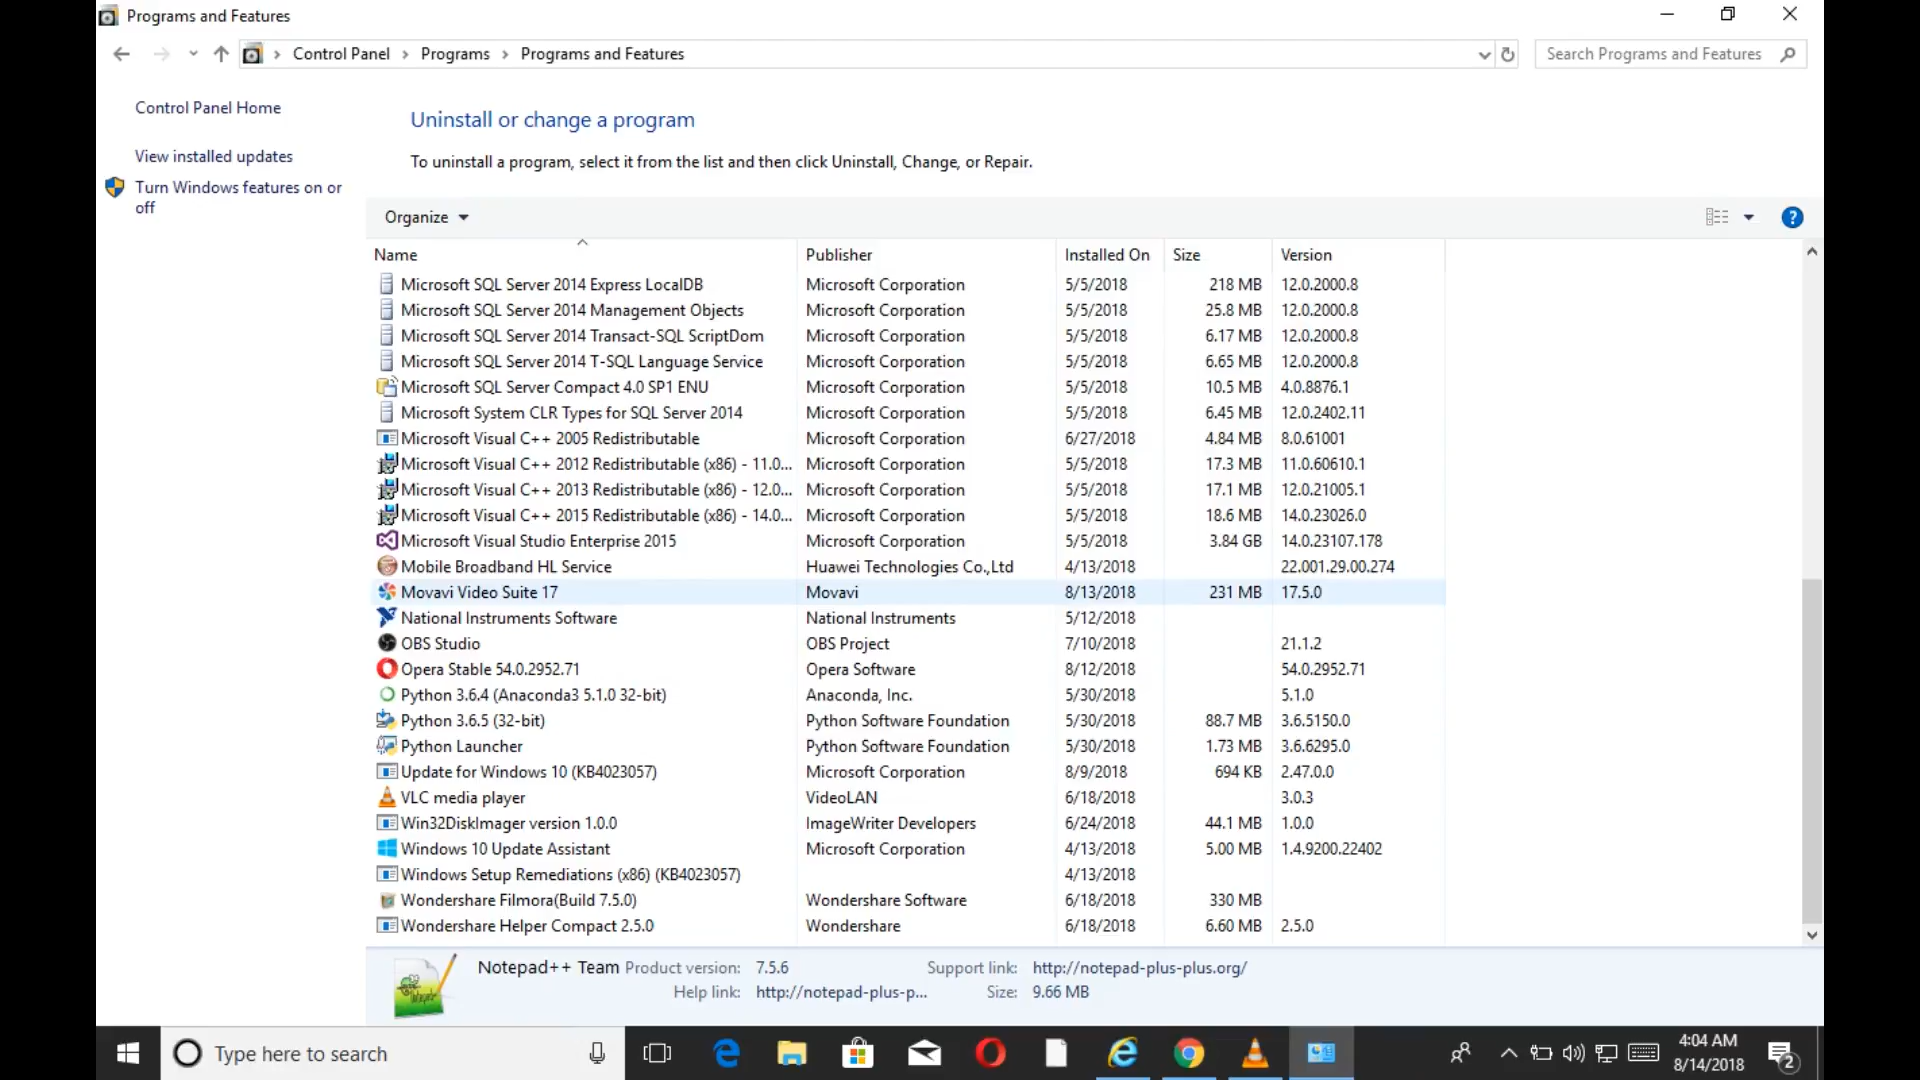 Programs and Features
Control Panel Programs Programs and Features
Search Programs and Features
Control Panel Home
View installed updates
Turn Windows features on or
off
Uninstall or change a program
To uninstall a program, select it from the list and then click Uninstall, Change, or Repair.
Organize
Name Publisher Installed On Size Version
Microsoft SQL Server 2014 Express LocalDB Microsoft Corporation 5/5/2018 218 MB 12.0.2000.8
Microsoft SQL Server 2014 Management Objects Microsoft Corporation 5/5/2018 25.8 MB 12.0.2000.8
Microsoft SQL Server 2014 Transact-SQL ScriptDom Microsoft Corporation 5/5/2018 6.17 MB 12.0.2000.8
Microsoft SQL Server 2014 T-SQL Language Service Microsoft Corporation 5/5/2018 6.65 MB 12.0.2000.8
Microsoft SQL Server Compact 4.0 SP1 ENU Microsoft Corporation 5/5/2018 10.5 MB 4.0.8876.1
Microsoft System CLR Types for SQL Server 2014 Microsoft Corporation 5/5/2018 6.45 MB 12.0.2402.11
Microsoft Visual C++ 2005 Redistributable Microsoft Corporation 6/27/2018 4.84 MB 8.0.61001
Microsoft Visual C++ 2012 Redistributable (x86) - 11.0... Microsoft Corporation 5/5/2018 17.3 MB 11.0.60610.1
Microsoft Visual C++ 2013 Redistributable (x86) - 12.0... Microsoft Corporation 5/5/2018 17.1 MB 12.0.21005.1
Microsoft Visual C++ 2015 Redistributable (x86) - 14.0... Microsoft Corporation 5/5/2018 18.6 MB 14.0.23026.0
Microsoft Visual Studio Enterprise 2015 Microsoft Corporation 5/5/2018 3.84 GB 14.0.23107.178
Mobile Broadband HL Service Huawei Technologies Co.,Ltd 4/13/2018 22.001.29.00.274
Movavi Video Suite 17 Movavi 8/13/2018 231 MB 17.5.0
National Instruments Software National Instruments 5/12/2018
OBS Studio OBS Project 7/10/2018 21.1.2
Opera Stable 54.0.2952.71 Opera Software 8/12/2018 54.0.2952.71
Python 3.6.4 (Anaconda3 5.1.0 32-bit) Anaconda, Inc. 5/30/2018 5.1.0
Python 3.6.5 (32-bit) Python Software Foundation 5/30/2018 88.7 MB 3.6.5150.0
Python Launcher Python Software Foundation 5/30/2018 1.73 MB 3.6.6295.0
Update for Windows 10 (KB4023057) Microsoft Corporation 8/9/2018 694 KB 2.47.0.0
VLC media player VideoLAN 6/18/2018 3.0.3
Win32DiskImager version 1.0.0 ImageWriter Developers 6/24/2018 44.1 MB 1.0.0
Windows 10 Update Assistant Microsoft Corporation 4/13/2018 5.00 MB 1.4.9200.22402
Windows Setup Remediations (x86) (KB4023057) 4/13/2018
Wondershare Filmora(Build 7.5.0) Wondershare Software 6/18/2018 330 MB
Wondershare Helper Compact 2.5.0 Wondershare 6/18/2018 6.60 MB 2.5.0
Notepad++ Team Product version: 7.5.6 Support link: http://notepad-plus-plus.org/
Help link: http://notepad-plus-p... Size: 9.66 MB
Type here to search
4:04 AM
8/14/2018
2